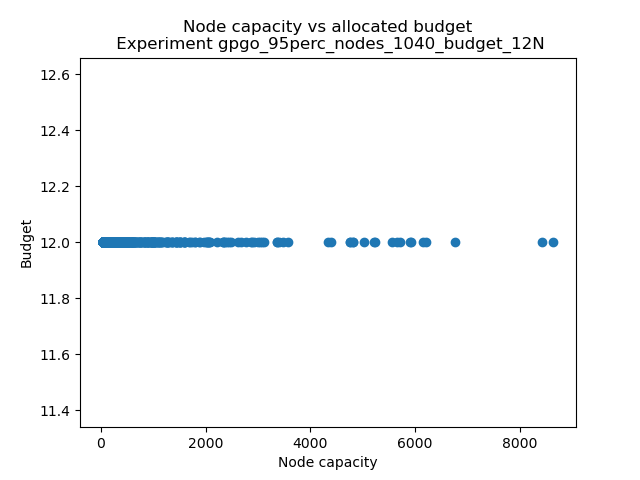 Node capacity vs allocated budget
Experiment gpgo_95perc_nodes_1040_budget_12N
12.6
12.4
12.2
12.0
11.8
11.6
11.4
Budget
0 2000 4000 6000 8000
Node capacity